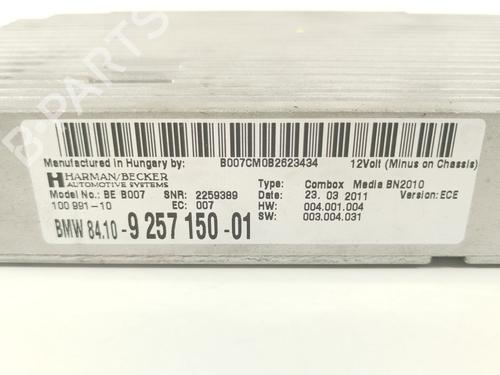 B-PARTS
B007CM0B2623434
Manufactured in Hungary by: 12Volt (Minus on Chassis)
HARMAN/BECKER
AUTOMOTIVE SYSTEMS
Type: Combox Media BN2010
Model No.: BE B007 SNR: 2259389 Date: 23. 03 2011 Version: ECE
100 991-10 EC: 007 HW: 004.001.004
SW: 003.004.031
BMW 84.10-9 257 150-01